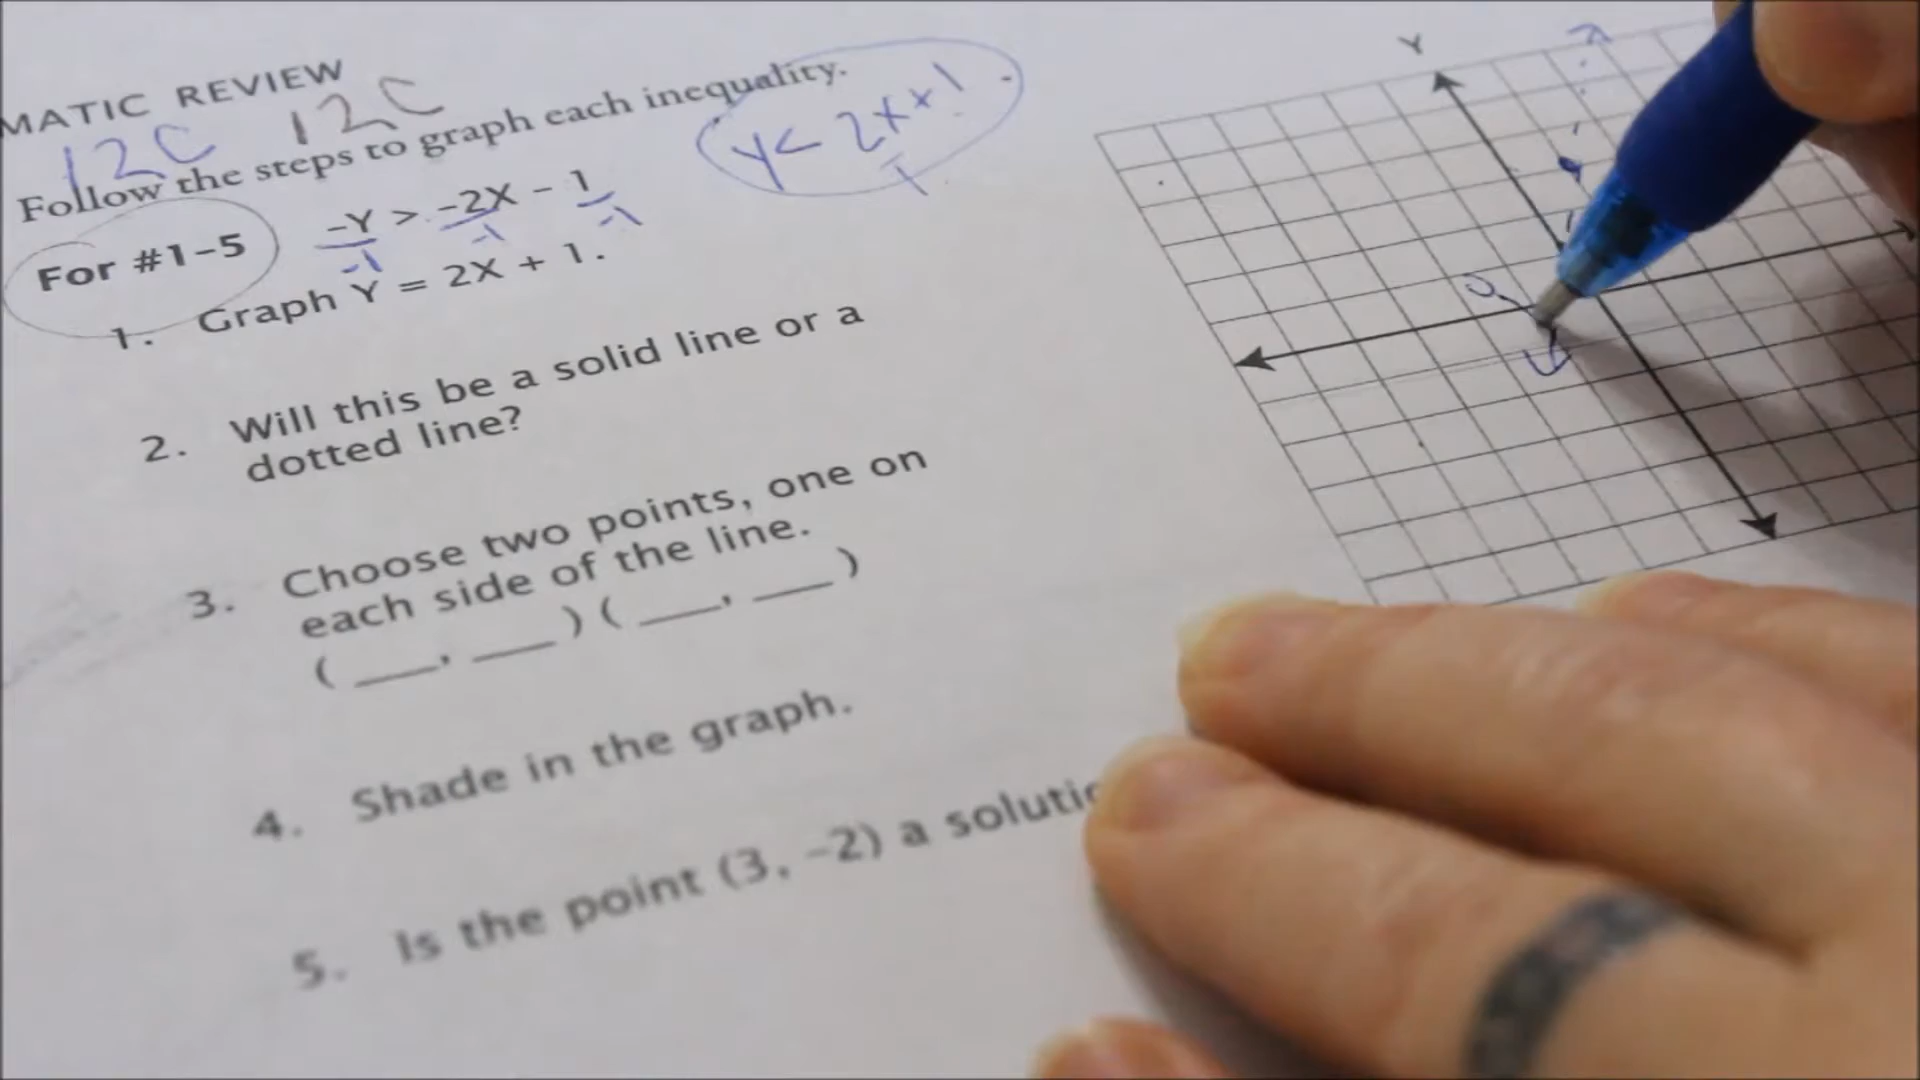 MATIC REVIEW
12C 12C
Follow the steps to graph each inequality.
y < 2x + 1
1
For #1–5 –Y > –2X – 1
-1 -1 -1
1. Graph Y = 2X + 1.
2. Will this be a solid line or a
dotted line?
3. Choose two points, one on
each side of the line.
( ___, ___ ) ( ___, ___ )
4. Shade in the graph.
5. Is the point (3, –2) a solutio
Y